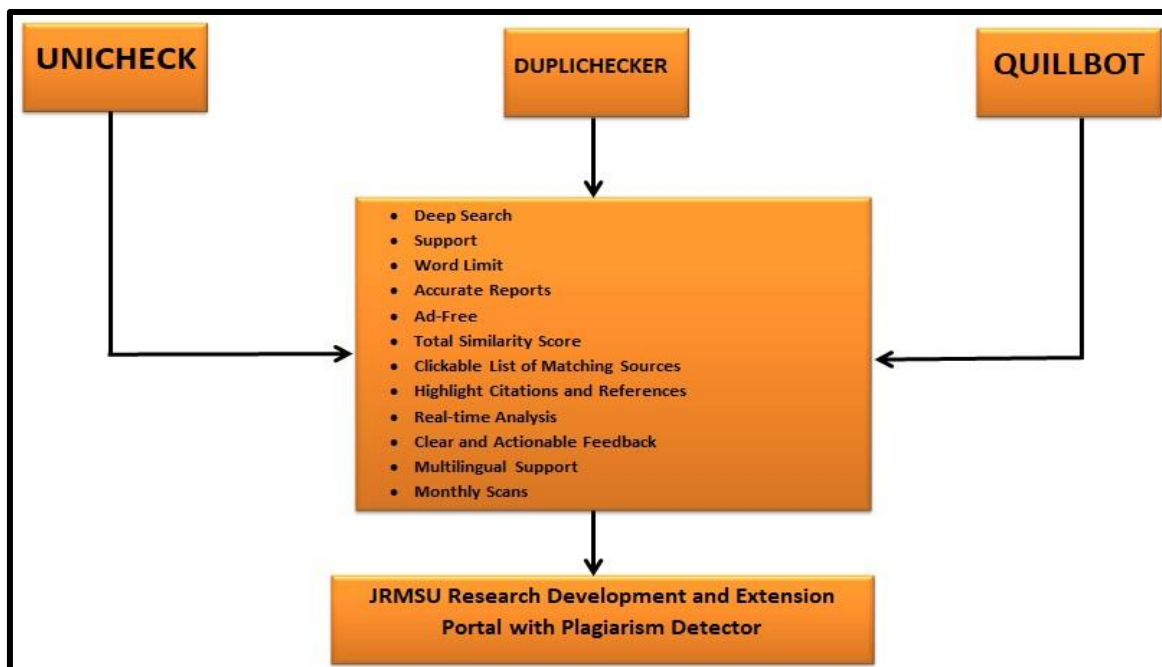 UNICHECK
DUPLICHECKER
QUILLBOT
• Deep Search
• Support
• Word Limit
• Accurate Reports
• Ad-Free
• Total Similarity Score
• Clickable List of Matching Sources
• Highlight Citations and References
• Real-time Analysis
• Clear and Actionable Feedback
• Multilingual Support
• Monthly Scans
JRMSU Research Development and Extension
Portal with Plagiarism Detector